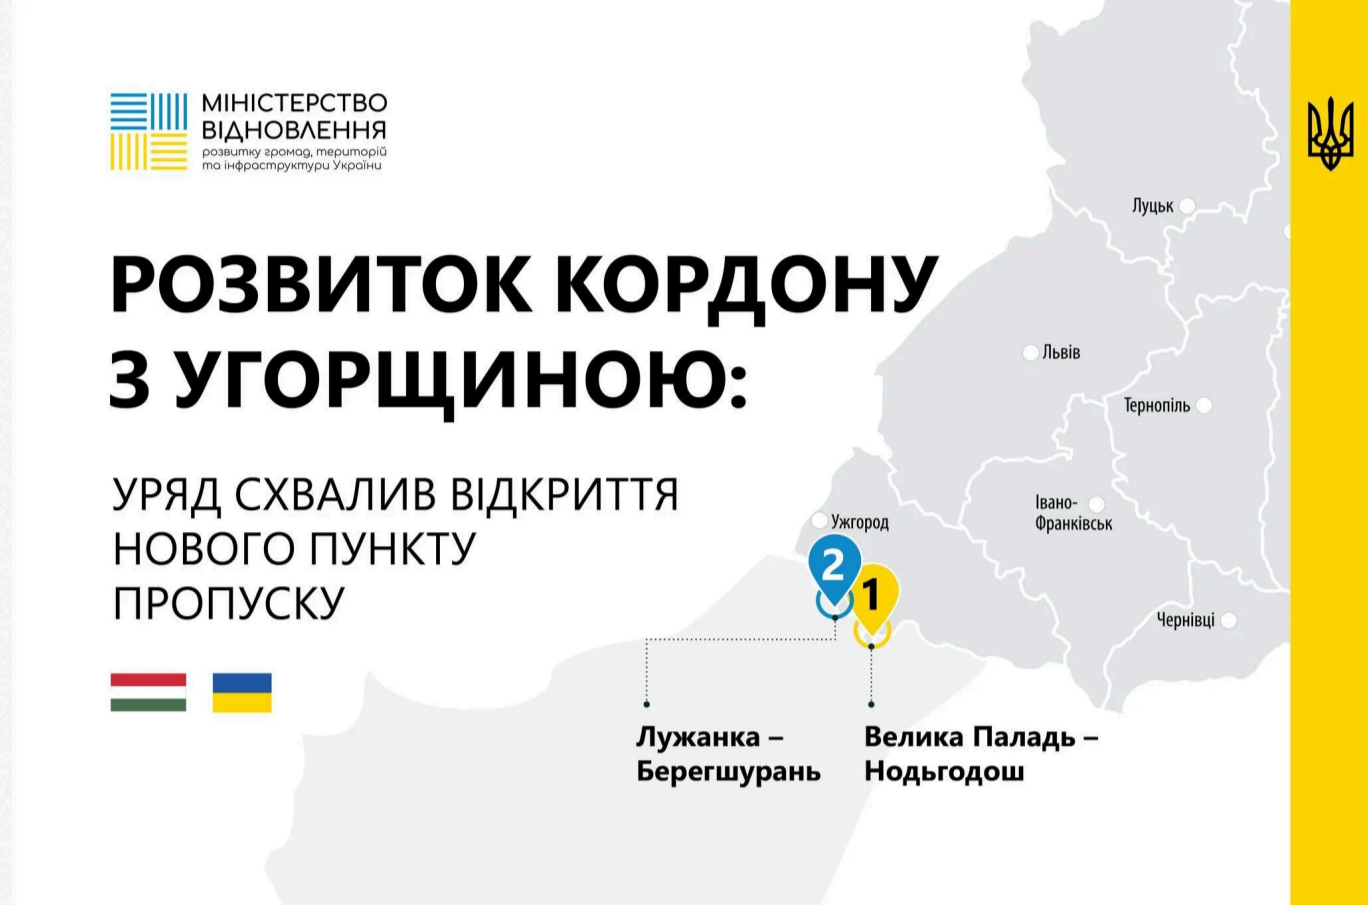 МІНІСТЕРСТВО
ВІДНОВЛЕННЯ
розвитку громад, територій
та інфраструктури України
РОЗВИТОК КОРДОНУ
З УГОРЩИНОЮ:
УРЯД СХВАЛИВ ВІДКРИТТЯ
НОВОГО ПУНКТУ
ПРОПУСКУ
Луцьк
Львів
Тернопіль
Івано-
Франківськ
Ужгород
Чернівці
2
1
Лужанка –
Берегшурань
Велика Паладь –
Нодьгодош